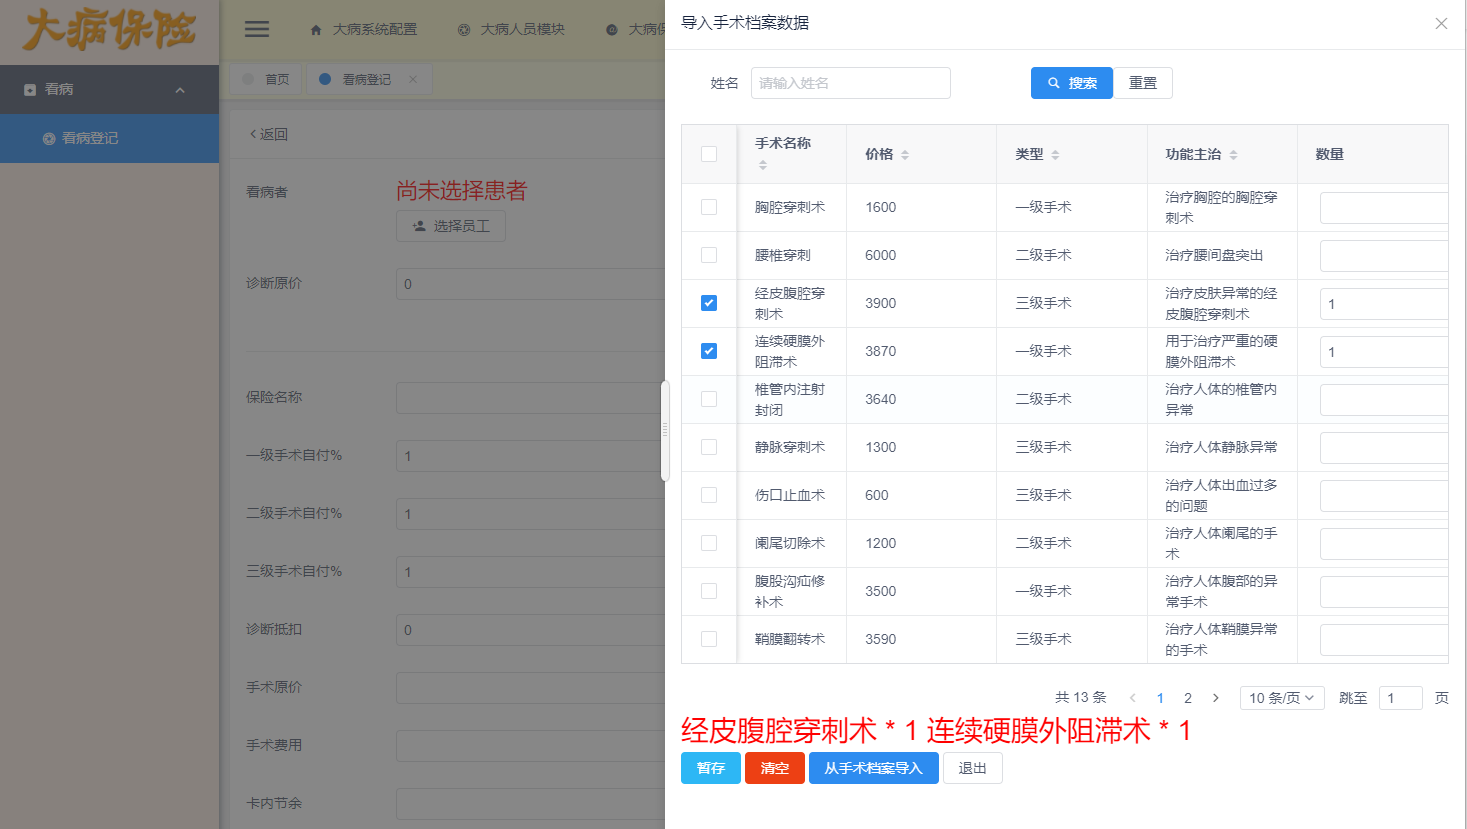 大病保险
大病系统配置
大病人员模块
大病保
首页
看病登记
看病
看病登记
返回
看病者
尚未选择患者
选择员工
诊断原价
0
保险名称
一级手术自付%
1
二级手术自付%
1
三级手术自付%
1
诊断抵扣
0
手术原价
手术费用
卡内节余
导入手术档案数据
姓名 请输入姓名 搜索 重置
手术名称 价格 类型 功能主治 数量
胸腔穿刺术 1600 一级手术 治疗胸腔的胸腔穿刺术
腰椎穿刺 6000 二级手术 治疗腰间盘突出
经皮腹腔穿刺术 3900 三级手术 治疗皮肤异常的经皮腹腔穿刺术 1
连续硬膜外阻滞术 3870 一级手术 用于治疗严重的硬膜外阻滞术 1
椎管内注射封闭 3640 二级手术 治疗人体的椎管内异常
静脉穿刺术 1300 三级手术 治疗人体静脉异常
伤口止血术 600 三级手术 治疗人体出血过多的问题
阑尾切除术 1200 二级手术 治疗人体阑尾的手术
腹股沟疝修补术 3500 一级手术 治疗人体腹部的异常手术
鞘膜翻转术 3590 三级手术 治疗人体鞘膜异常的手术
共 13 条 1 2 10 条/页 跳至 1 页
经皮腹腔穿刺术 * 1 连续硬膜外阻滞术 * 1
暂存 清空 从手术档案导入 退出